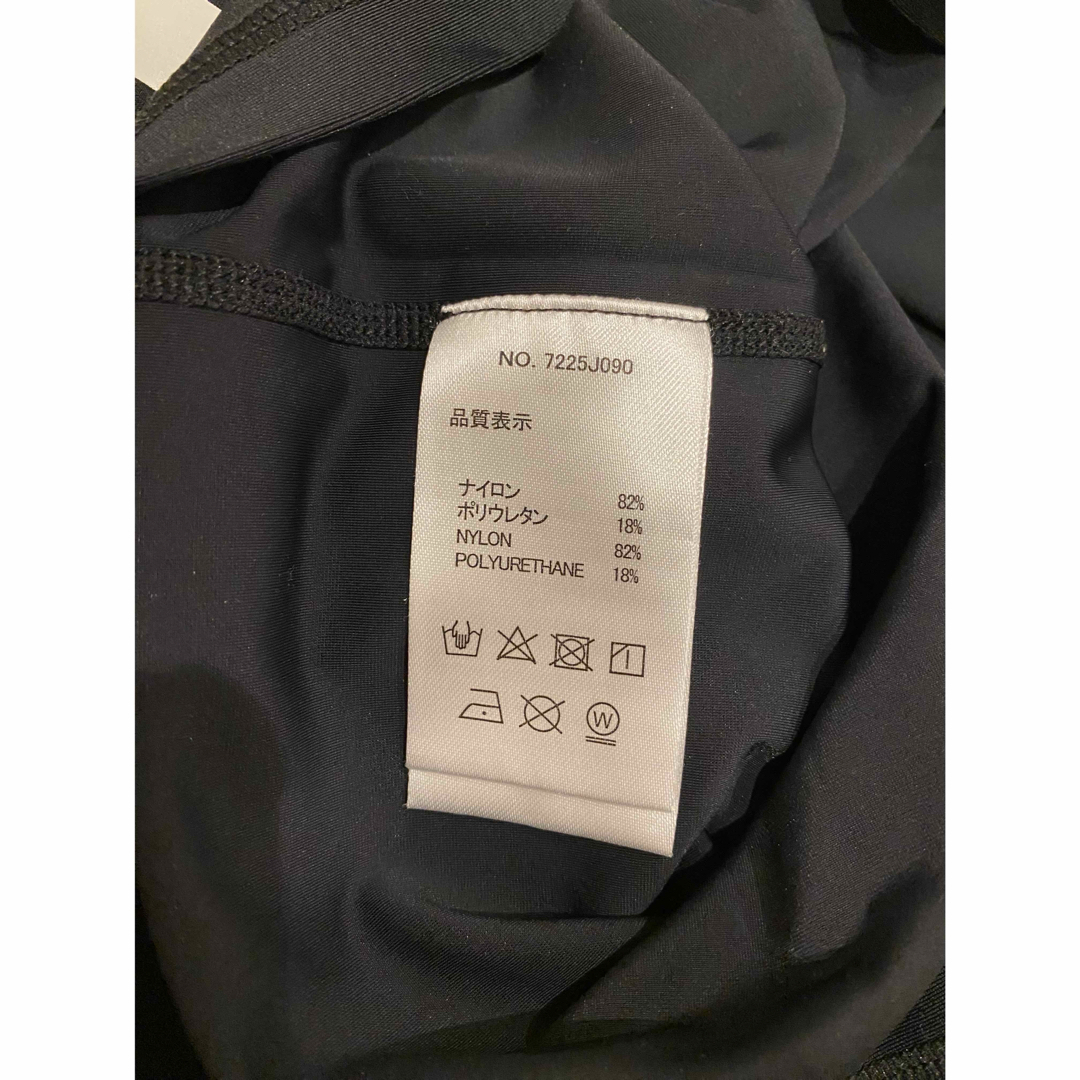 NO. 7225J090
品質表示
ナイロン 82%
ポリウレタン 18%
NYLON 82%
POLYURETHANE 18%
W